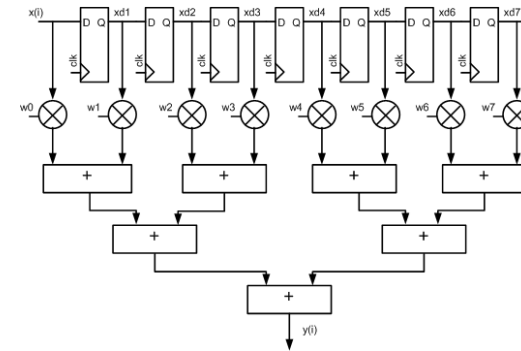 x(i) xd1 xd2 xd3 xd4 xd5 xd6 xd7
D Q D Q D Q D Q D Q D Q D Q
clk clk clk clk clk clk clk
w0 w1 w2 w3 w4 w5 w6 w7
+ + + +
+ +
+
y(i)